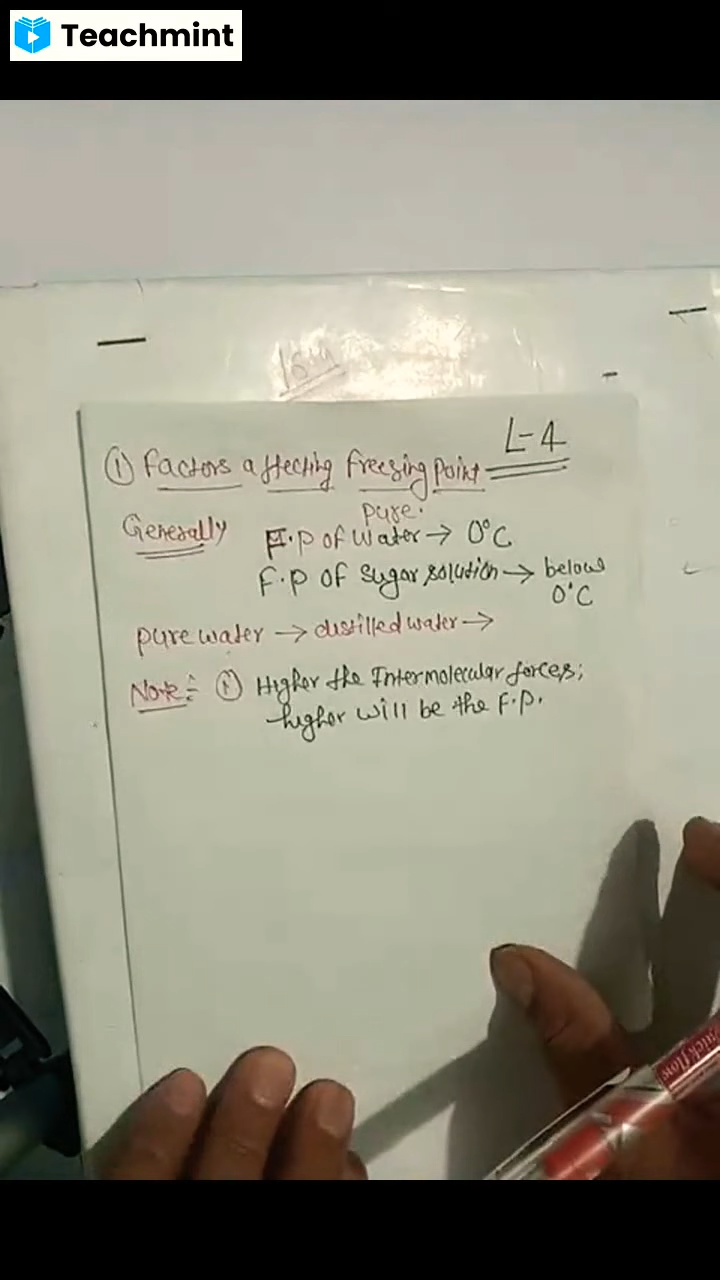 Teachmint
L-4
① Factors affecting Freezing Point
pure.
Generally F.p of Water → 0°C
F.p of sugar solution → below
0°C
pure water → distilled water →
Note:- ① Higher the Intermolecular forces;
higher will be the F.p.